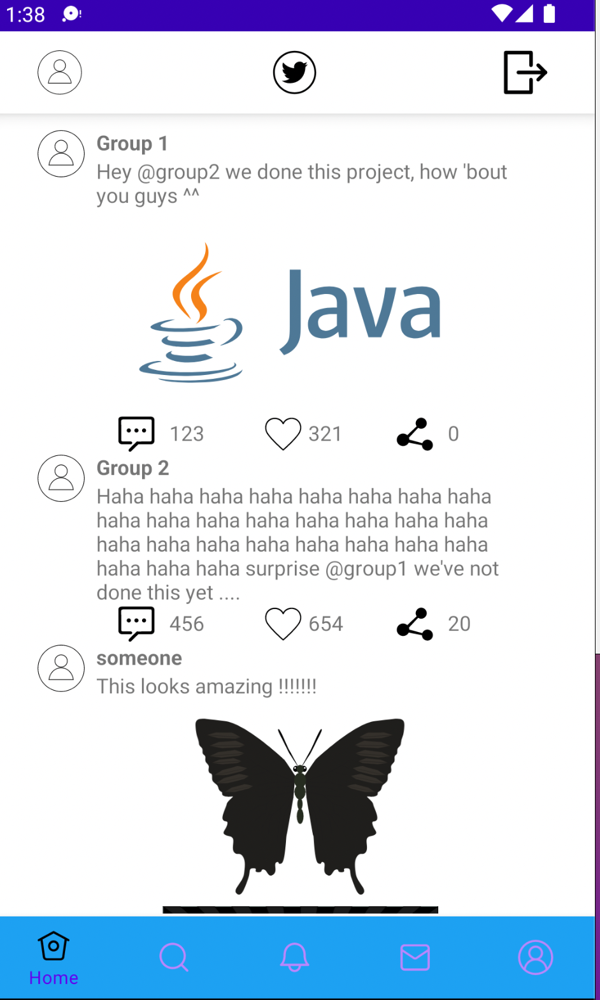 1:38
Group 1
Hey @group2 we done this project, how 'bout
you guys ^^
Java
123 321 0
Group 2
Haha haha haha haha haha haha haha haha
haha haha haha haha haha haha haha haha
haha haha haha haha haha haha haha haha
haha haha haha surprise @group1 we've not
done this yet ....
456 654 20
someone
This looks amazing !!!!!!!
Home